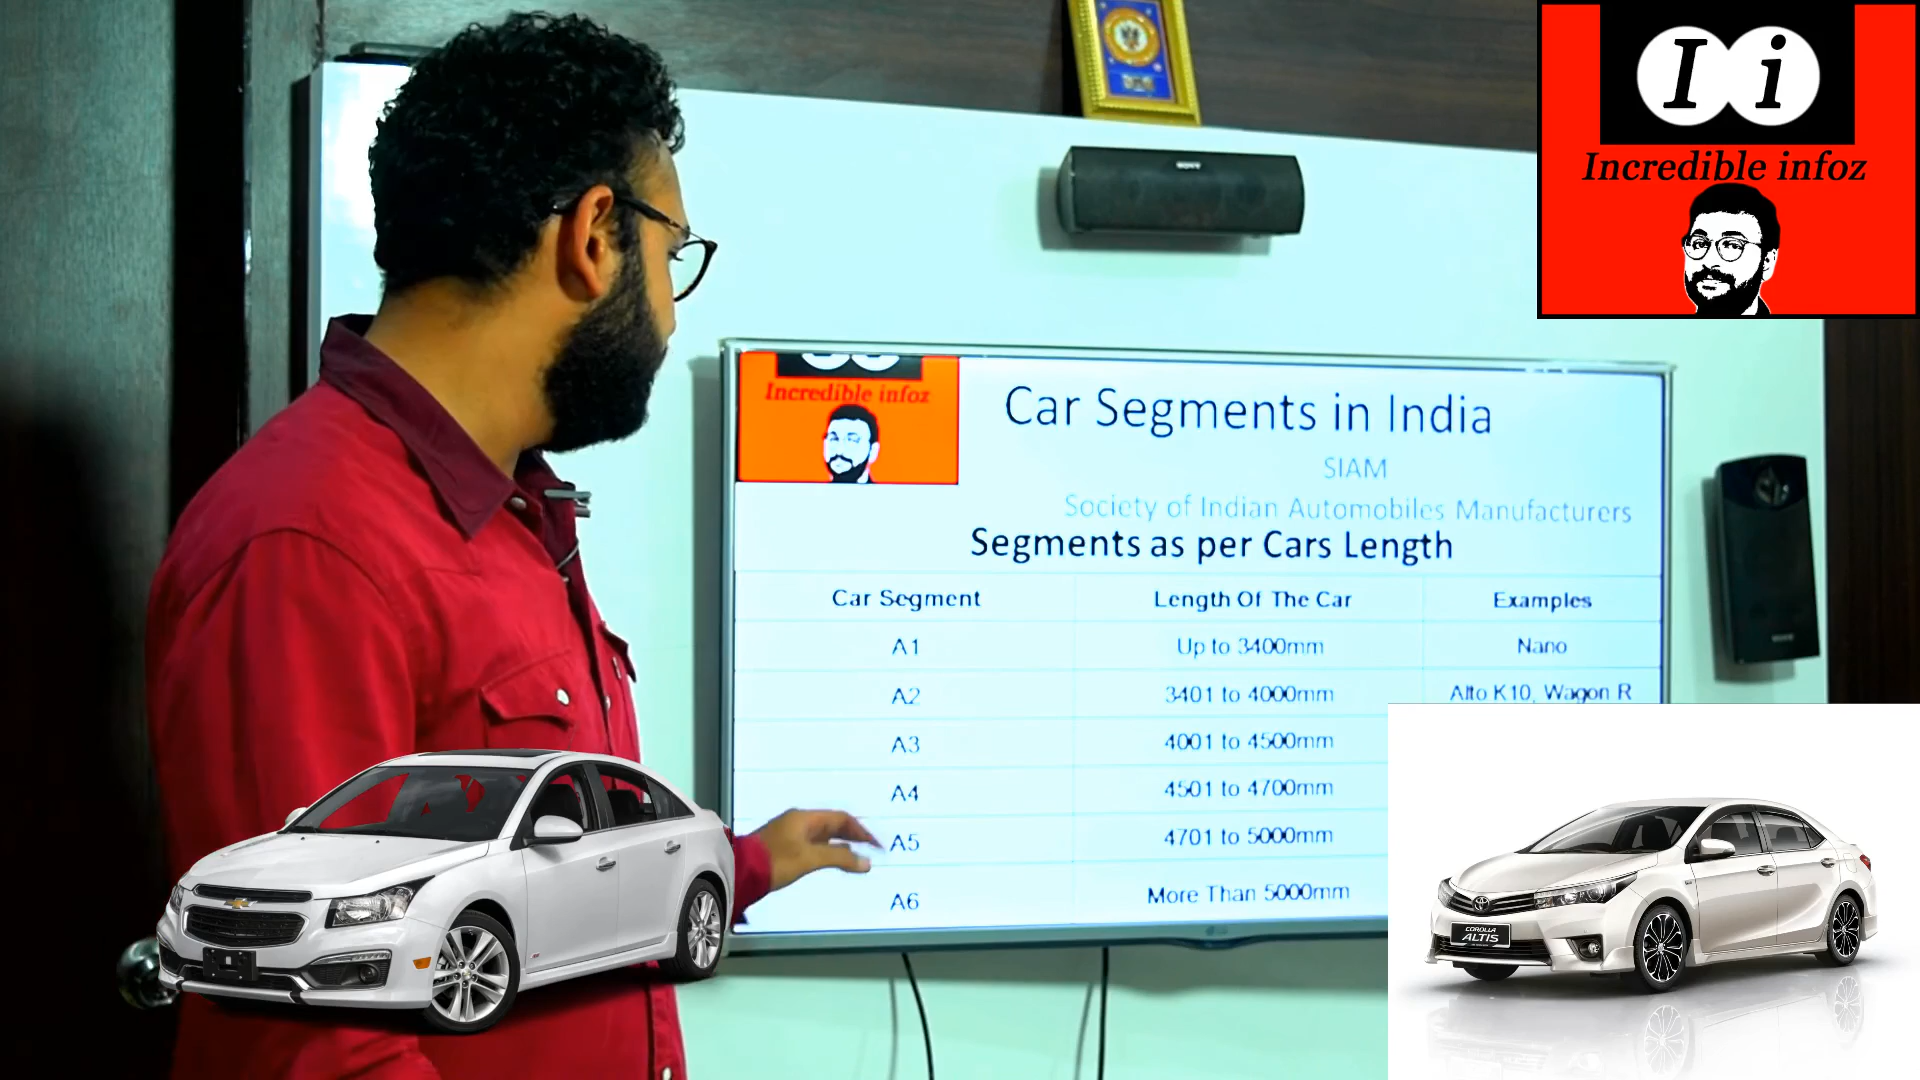 I i
Incredible infoz
SONY
Incredible infoz
Car Segments in India
SIAM
Society of Indian Automobiles Manufacturers
Segments as per Cars Length
Car Segment Length Of The Car Examples
A1 Up to 3400mm Nano
A2 3401 to 4000mm Alto K10, Wagon R
A3 4001 to 4500mm
A4 4501 to 4700mm
A5 4701 to 5000mm
A6 More Than 5000mm
COROLLA
ALTIS